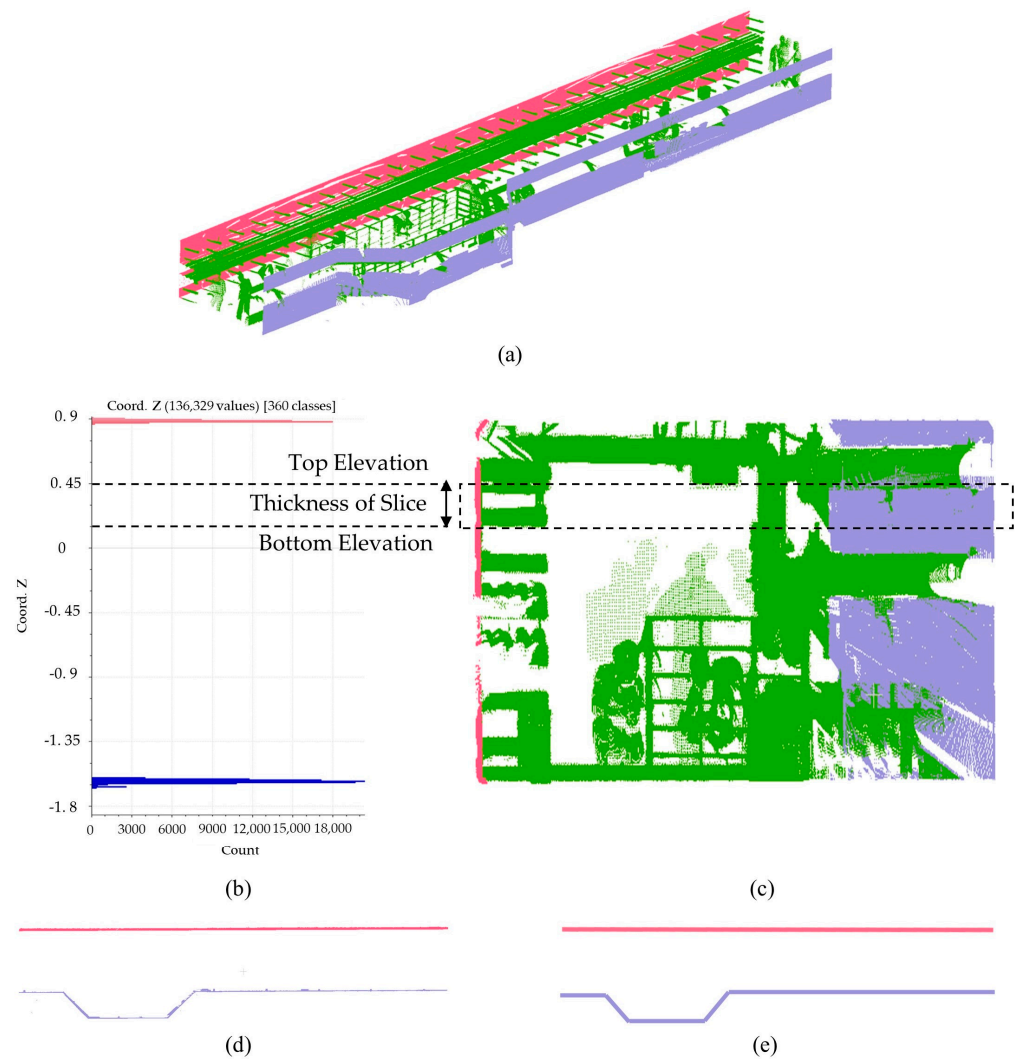 (a)
Coord. Z (136,329 values) [360 classes]
0.9
Top Elevation
0.45
Thickness of Slice
Bottom Elevation
0
-0.45
-0.9
-1.35
-1.8
Coord. Z
0 3000 6000 9000 12,000 15,000 18,000
Count
(b)
(c)
(d)
(e)